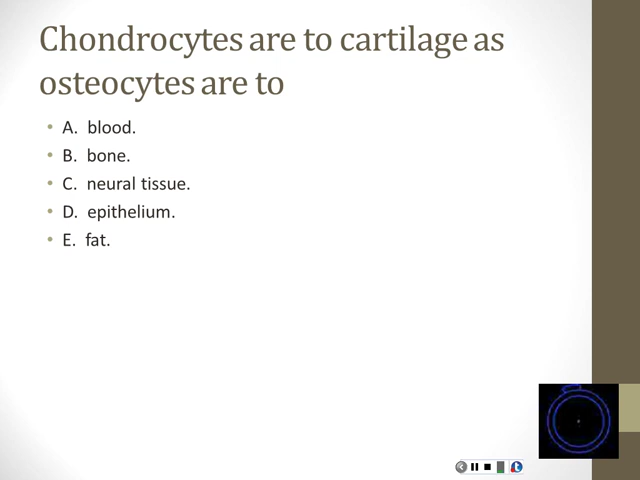 Chondrocytes are to cartilage as
osteocytes are to
• A. blood.
• B. bone.
• C. neural tissue.
• D. epithelium.
• E. fat.